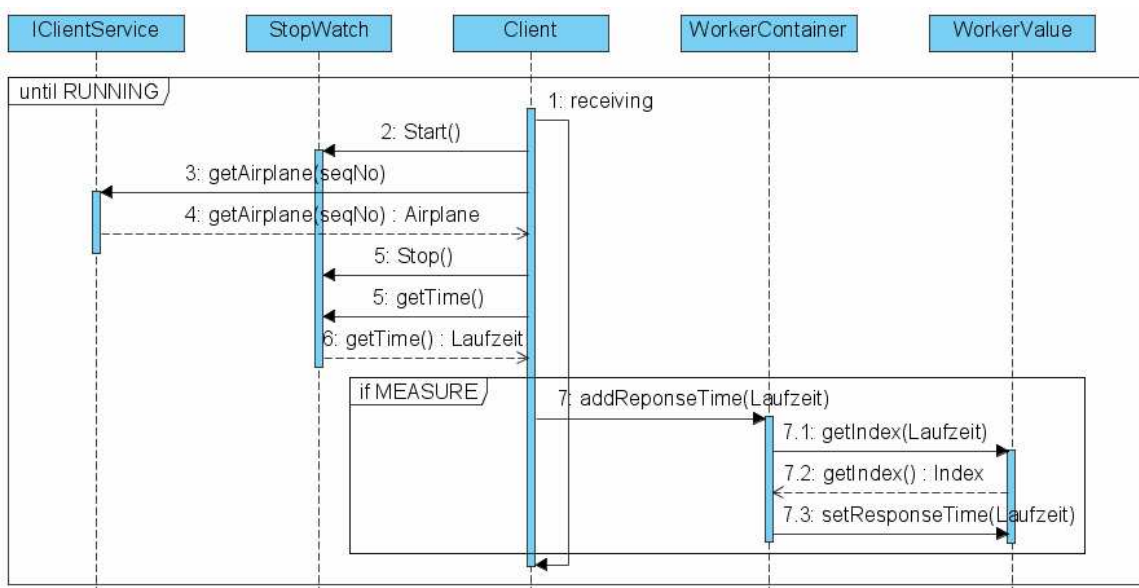 IClientService
StopWatch
Client
WorkerContainer
WorkerValue
until RUNNING
1: receiving
2: Start()
3: getAirplane(seqNo)
4: getAirplane(seqNo) : Airplane
5: Stop()
5: getTime()
6: getTime() : Laufzeit
if MEASURE
7: addReponseTime(Laufzeit)
7.1: getIndex(Laufzeit)
7.2: getIndex() : Index
7.3: setResponseTime(Laufzeit)